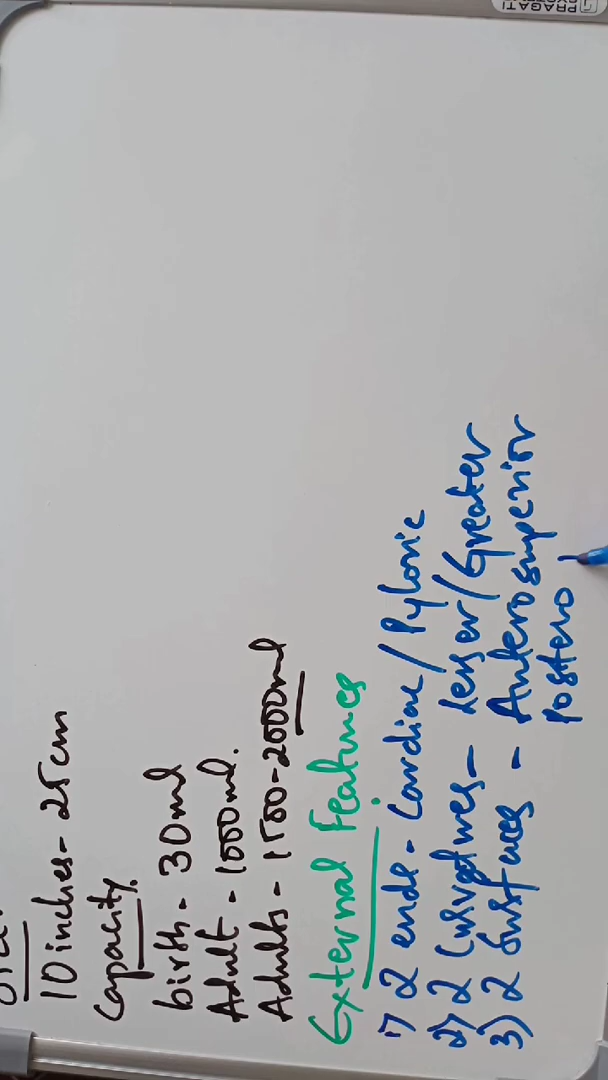 10 inches - 25cm
Capacity
birth - 30ml
Adult - 1000ml.
Adults - 1500-2000ml
External Features
1) 2 ends - Cardiac / Pyloric
2) 2 Curvatures - lesser / Greater
3) 2 Surfaces - Anterosuperior
Postero
PRAGATI